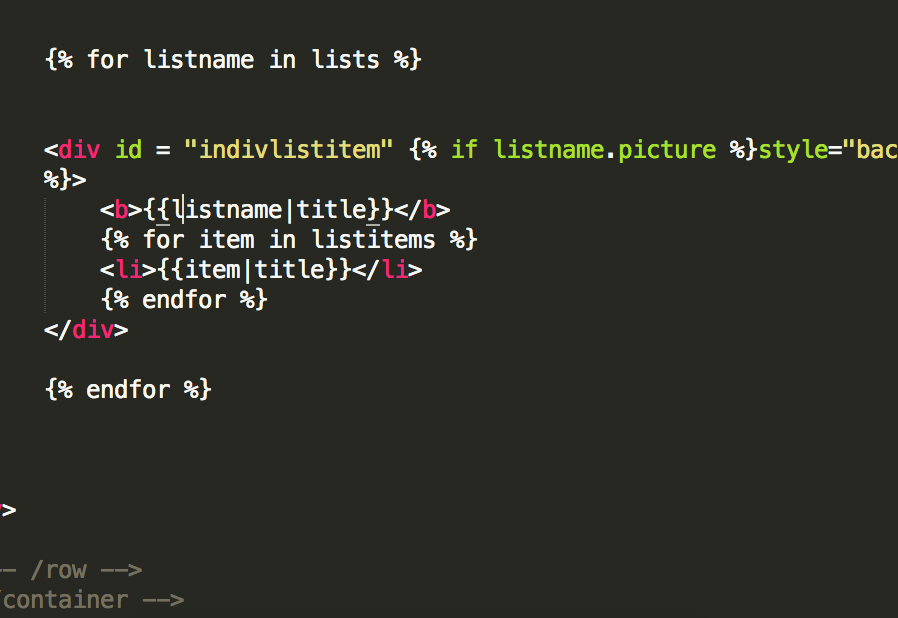 {% for listname in lists %}
<div id = "indivlistitem" {% if listname.picture %}style="bac
%}>
<b>{{listname|title}}</b>
{% for item in listitems %}
<li>{{item|title}}</li>
{% endfor %}
</div>
{% endfor %}
>
-- /row -->
/container -->